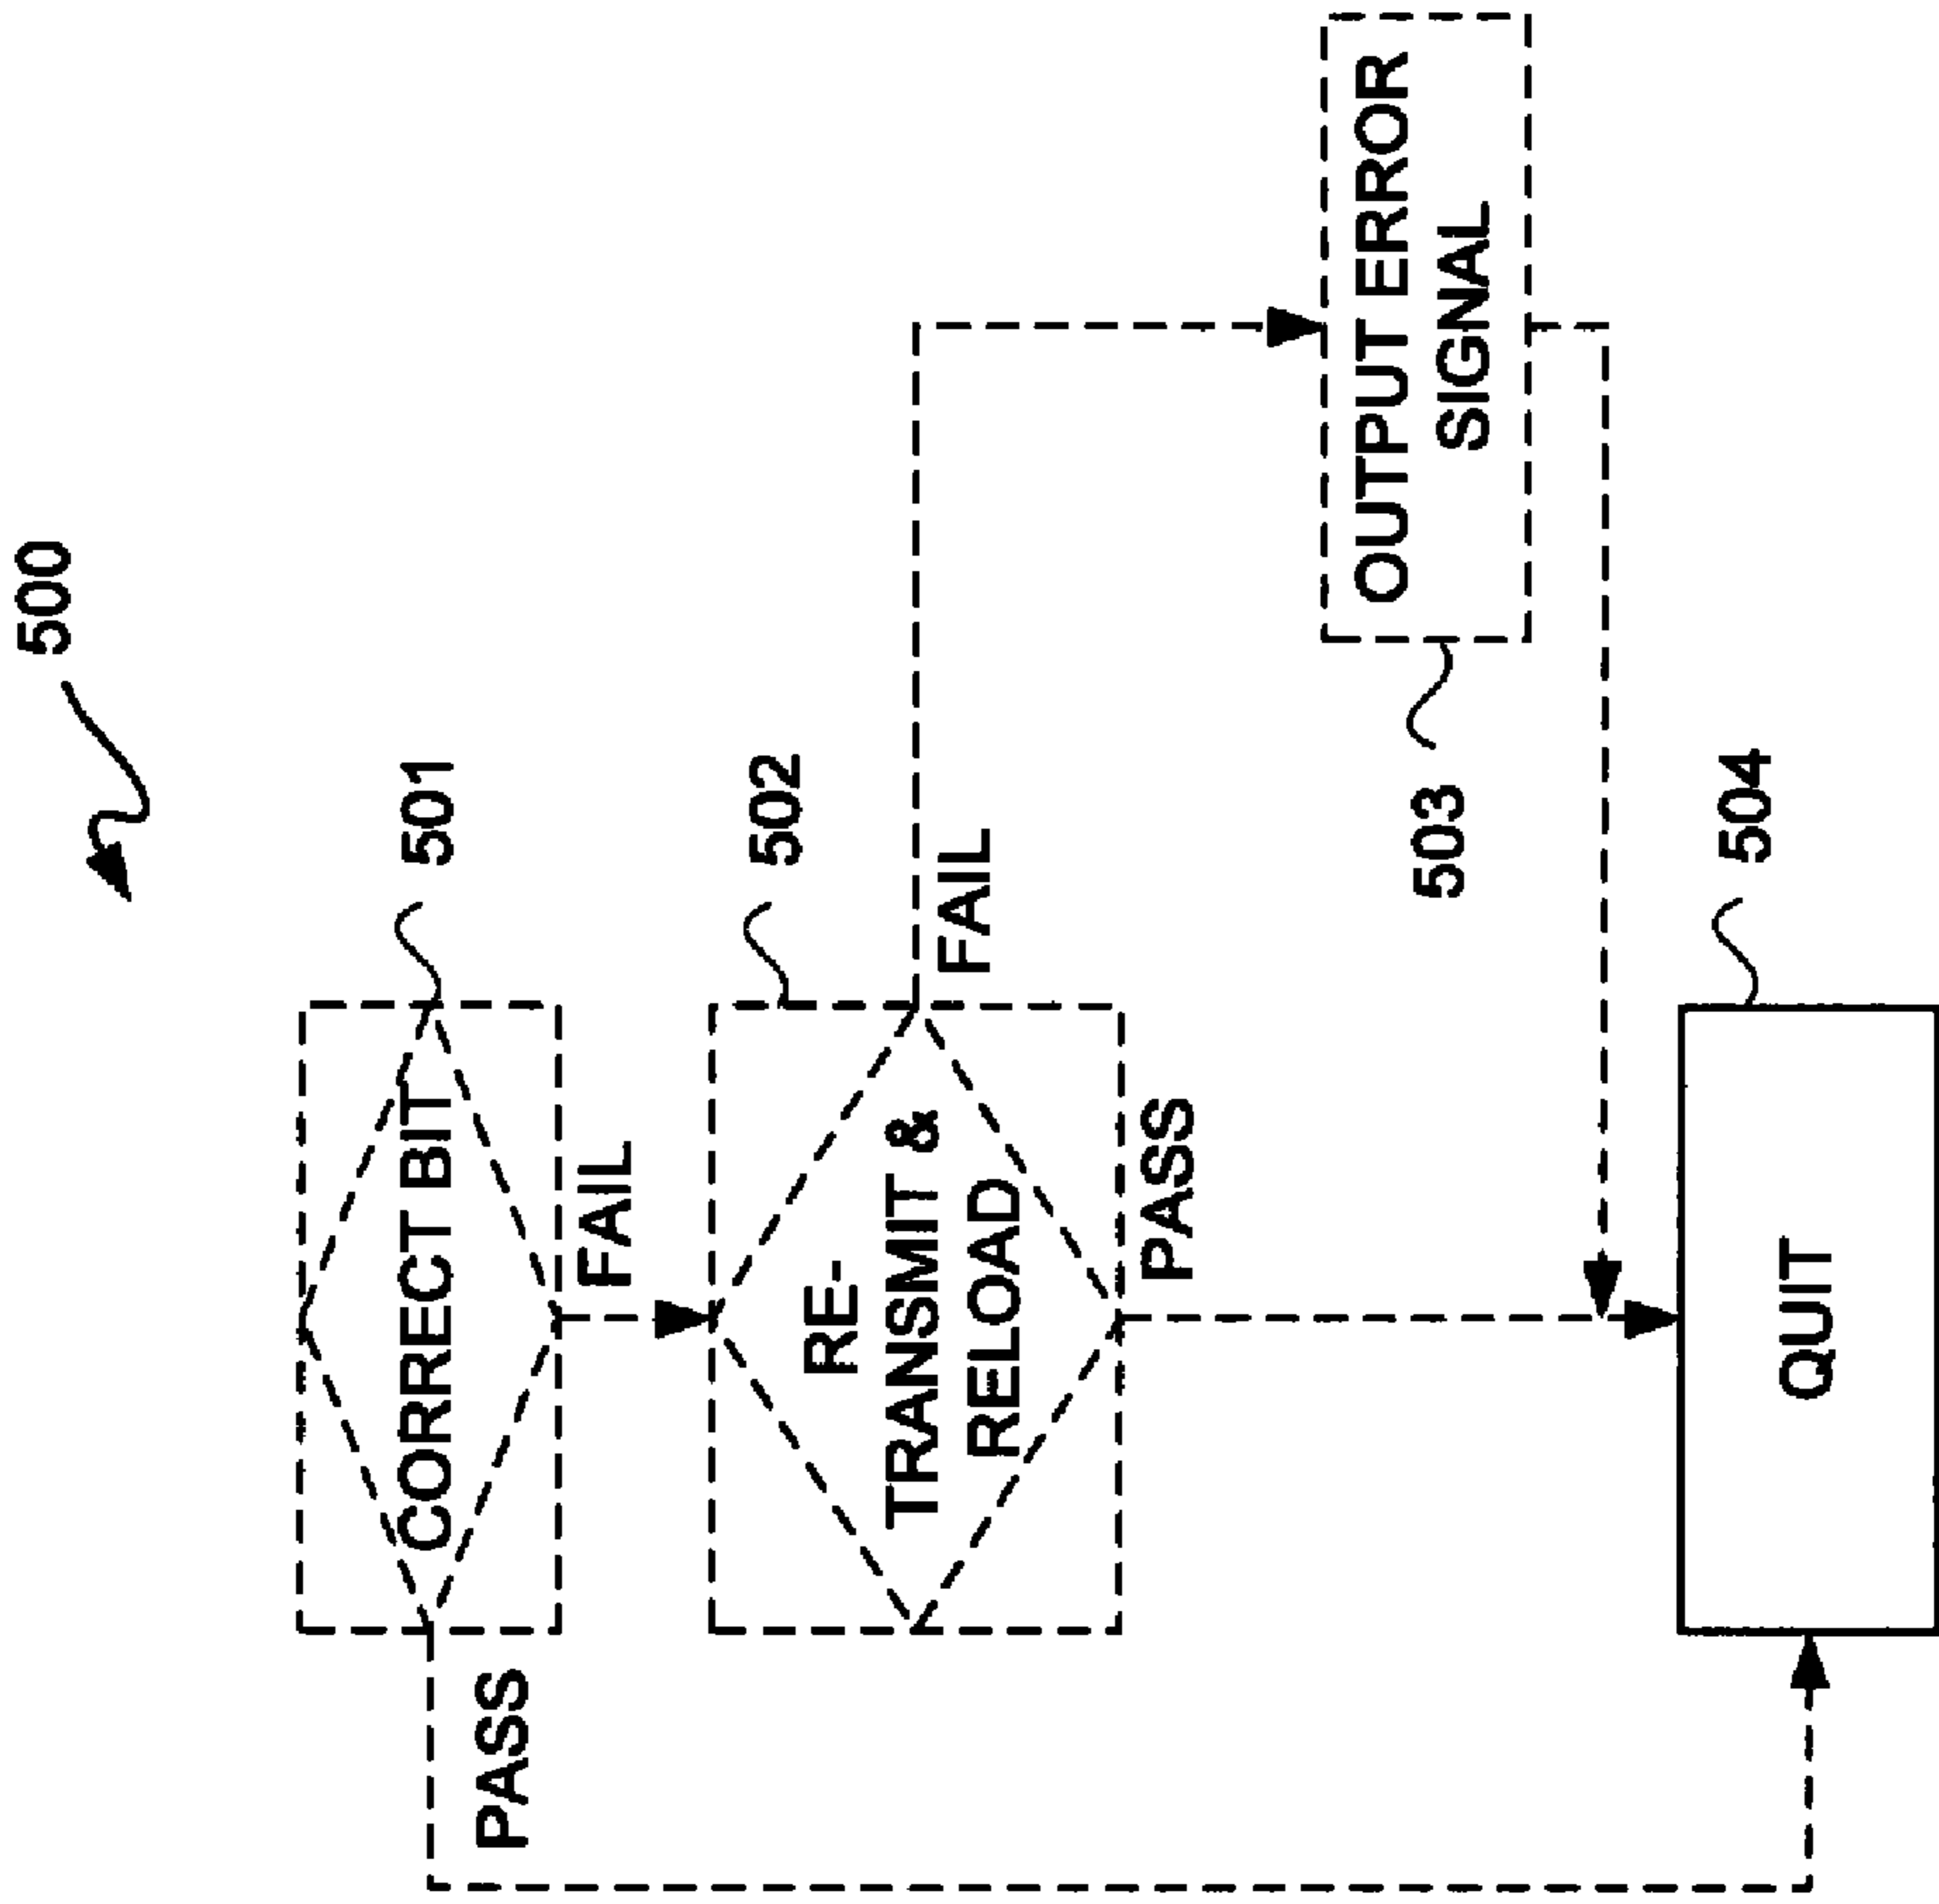 500
501
CORRECT BIT
PASS
FAIL
502
RE-
TRANSMIT &
RELOAD
FAIL
PASS
503
OUTPUT ERROR
SIGNAL
504
QUIT